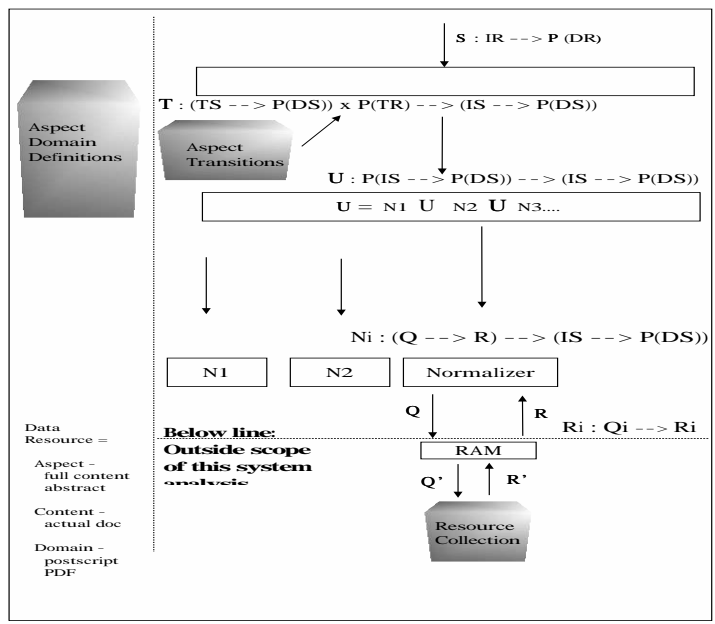 S : IR --> P (DR)
T : (TS --> P(DS)) x P(TR) --> (IS --> P(DS))
Aspect
Domain
Definitions
Aspect
Transitions
U : P(IS --> P(DS)) --> (IS --> P(DS))
U = N1 U N2 U N3....
Ni : (Q --> R) --> (IS --> P(DS))
N1
N2
Normalizer
Q
R
Ri : Qi --> Ri
Data
Resource =
Aspect -
full content
abstract
Content -
actual doc
Domain -
postscript
PDF
Below line:
Outside scope
of this system
analysis
RAM
Q'
R'
Resource
Collection